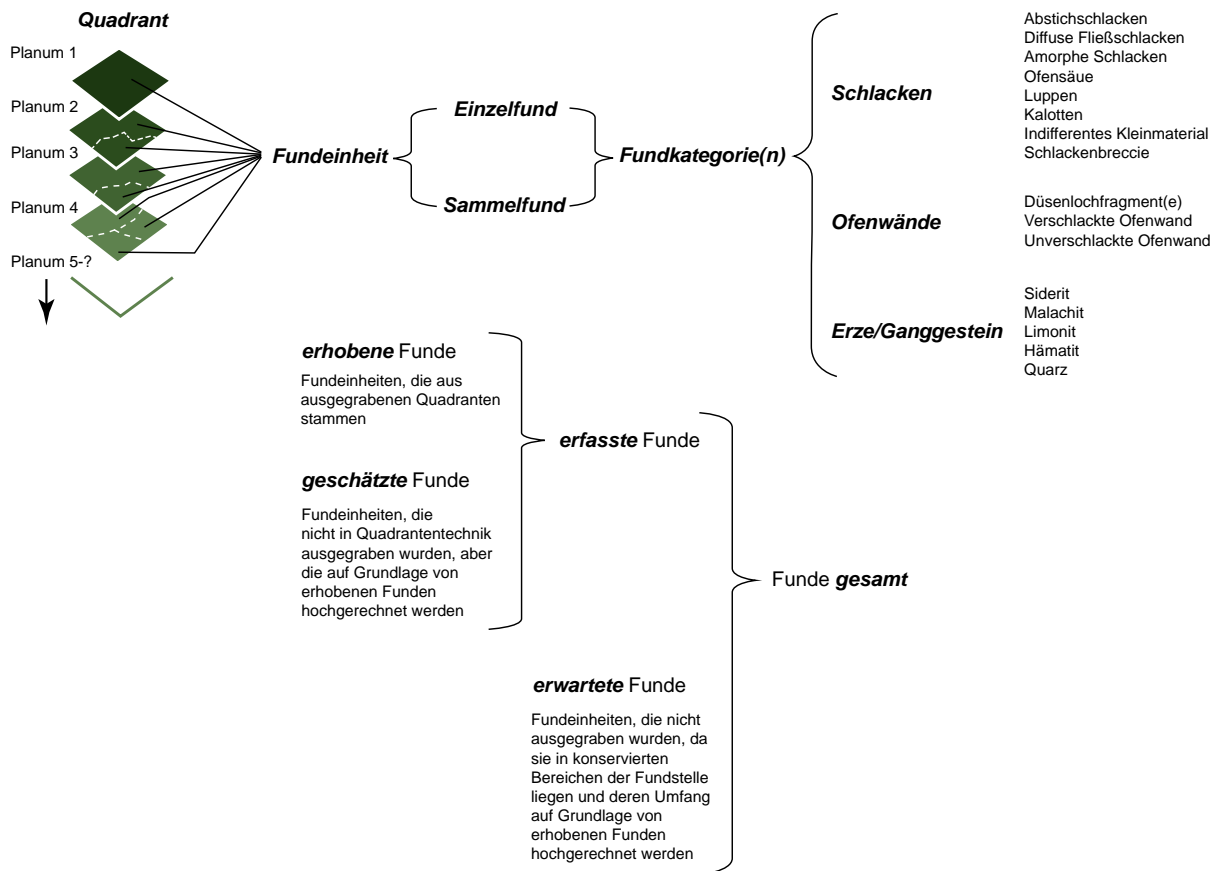 Quadrant
Planum 1
Planum 2
Planum 3
Planum 4
Planum 5-?
Fundeinheit
Einzelfund
Sammelfund
Fundkategorie(n)
Schlacken
Abstichschlacken
Diffuse Fließschlacken
Amorphe Schlacken
Ofensäue
Luppen
Kalotten
Indifferentes Kleinmaterial
Schlackenbreccie
Ofenwände
Düsenlochfragment(e)
Verschlackte Ofenwand
Unverschlackte Ofenwand
Erze/Ganggestein
Siderit
Malachit
Limonit
Hämatit
Quarz
erhobene Funde
Fundeinheiten, die aus
ausgegrabenen Quadranten
stammen
geschätzte Funde
Fundeinheiten, die
nicht in Quadrantentechnik
ausgegraben wurden, aber
die auf Grundlage von
erhobenen Funden
hochgerechnet werden
erfasste Funde
erwartete Funde
Fundeinheiten, die nicht
ausgegraben wurden, da
sie in konservierten
Bereichen der Fundstelle
liegen und deren Umfang
auf Grundlage von
erhobenen Funden
hochgerechnet werden
Funde gesamt